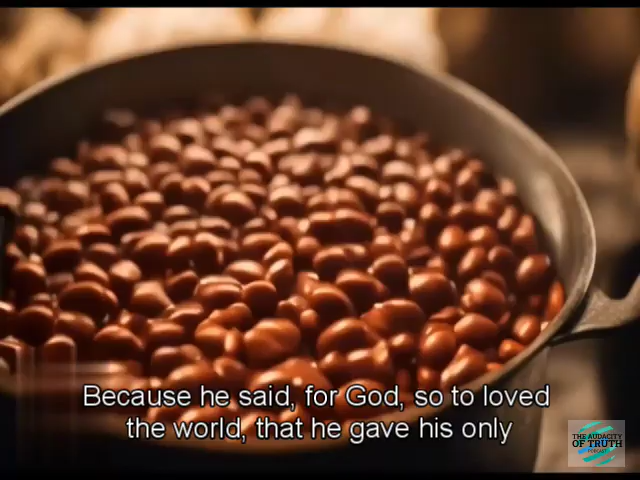 Because he said, for God, so to loved
the world, that he gave his only
THE AUDACITY
OF TRUTH
PODCAST